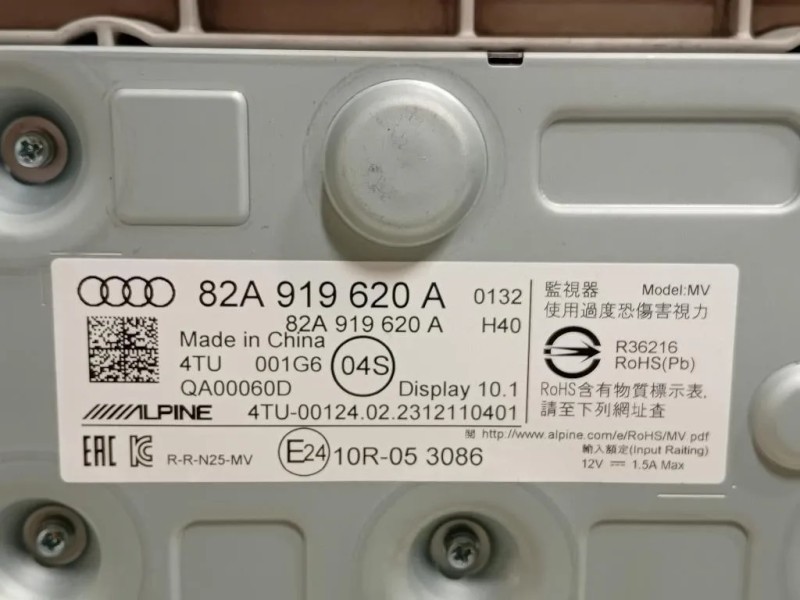 82A 919 620 A 0132
82A 919 620 A H40
Made in China
4TU 001G6 04S
QA00060D Display 10.1
ALPINE 4TU-00124.02.2312110401
EAC KC R-R-N25-MV E24 10R-05 3086
監視器 Model:MV
使用過度恐傷害視力
R36216
RoHS(Pb)
RoHS含有物質標示表,
請至下列網址查
閱 http://www.alpine.com/e/RoHS/MV.pdf
輸入額定(Input Raiting)
12V ⎓ 1.5A Max